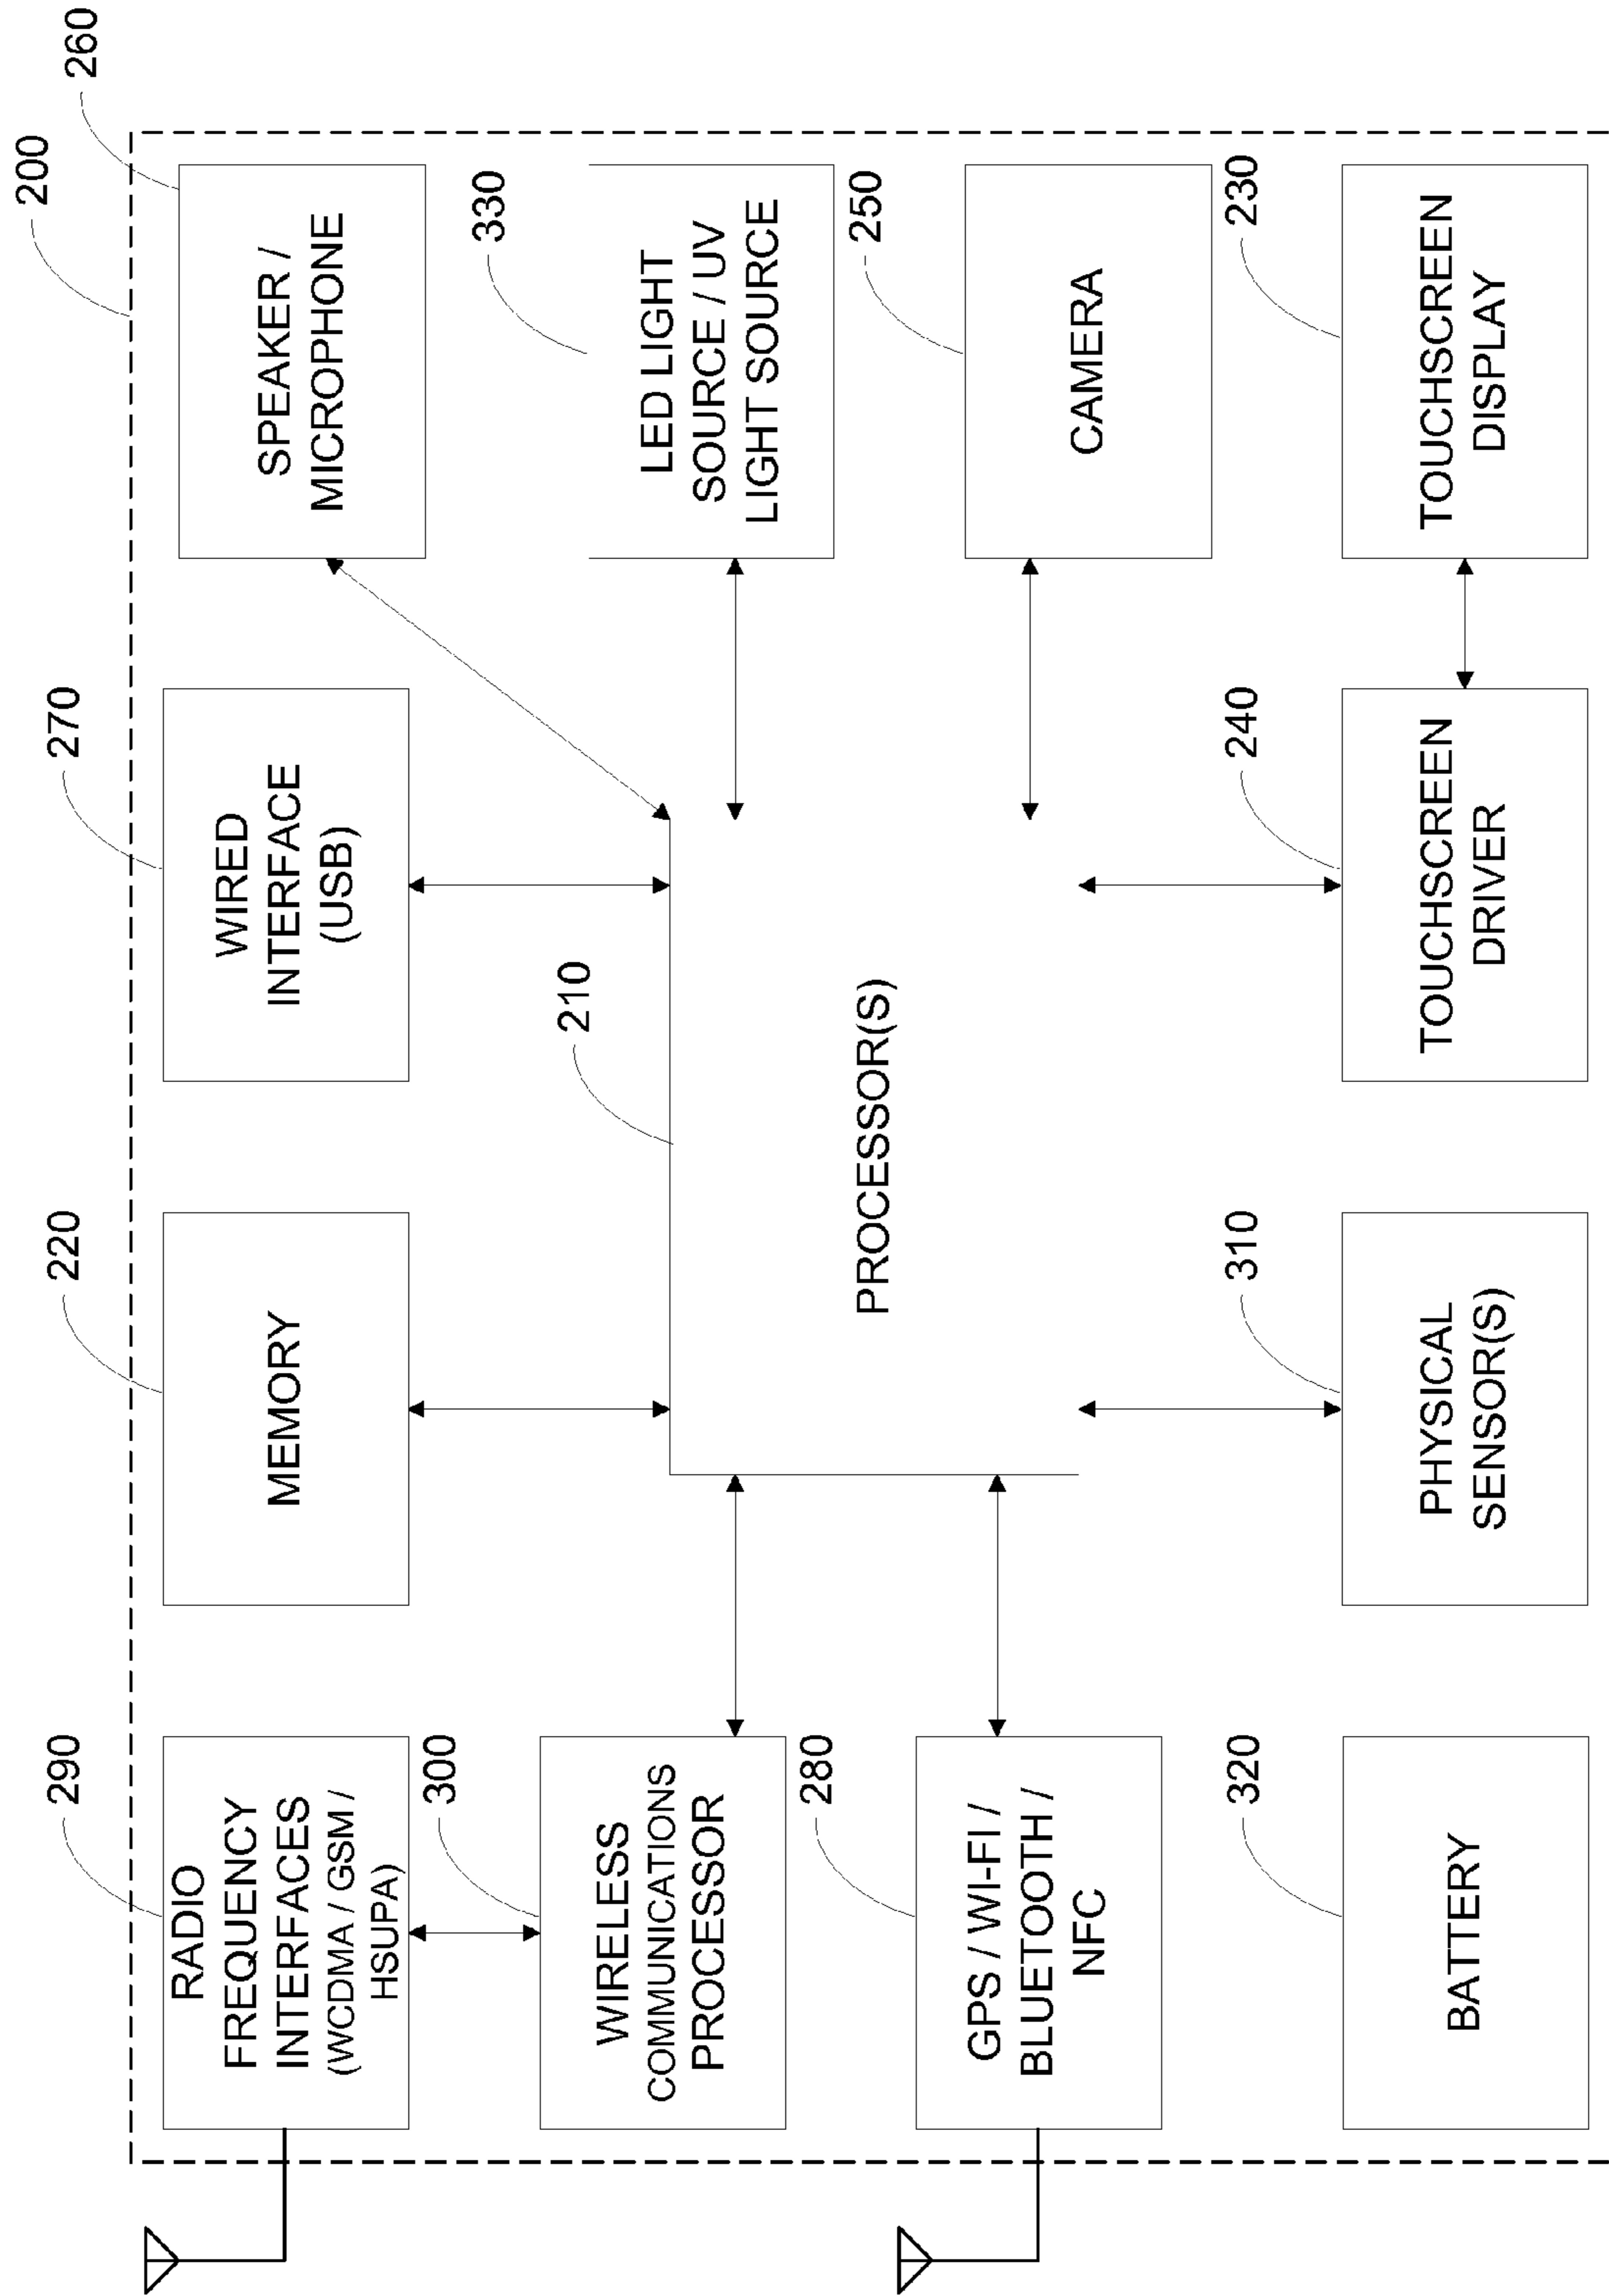 200
260
290
220
270
RADIO
FREQUENCY
INTERFACES
(WCDMA / GSM /
HSUPA)
MEMORY
WIRED
INTERFACE
(USB)
SPEAKER /
MICROPHONE
300
210
330
WIRELESS
COMMUNICATIONS
PROCESSOR
LED LIGHT
SOURCE / UV
LIGHT SOURCE
PROCESSOR(S)
280
250
GPS / WI-FI /
BLUETOOTH /
NFC
CAMERA
320
310
240
230
BATTERY
PHYSICAL
SENSOR(S)
TOUCHSCREEN
DRIVER
TOUCHSCREEN
DISPLAY